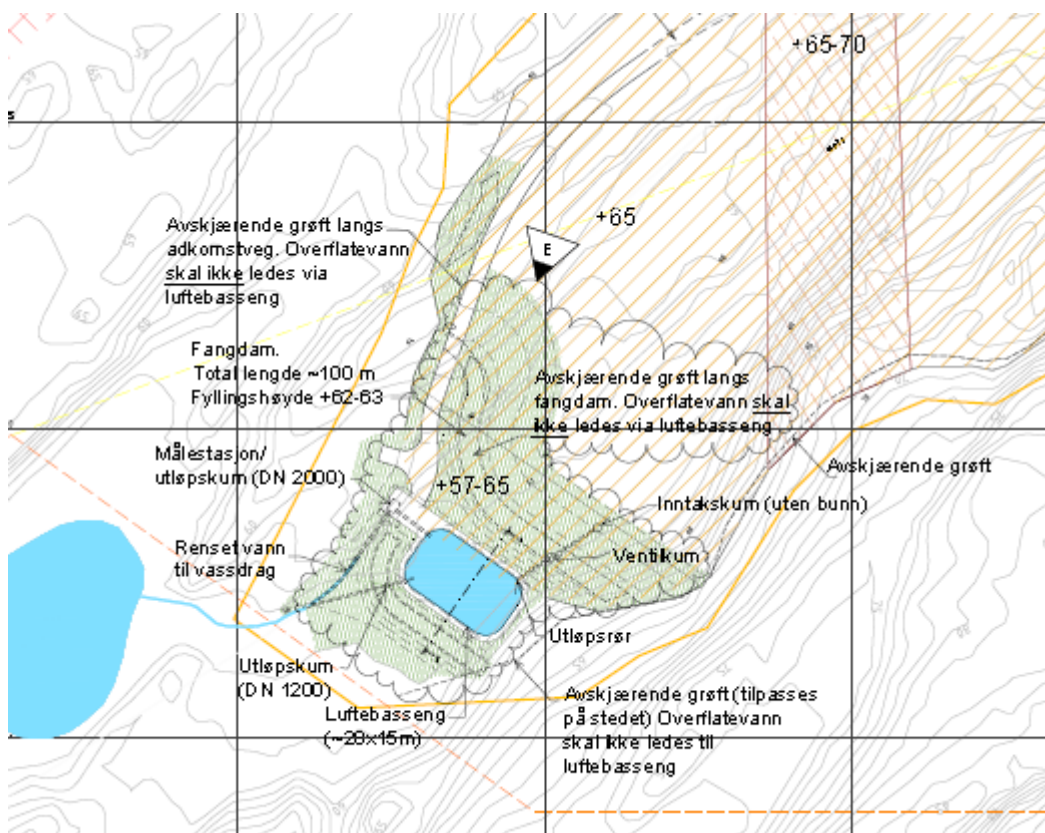 +65-70
+65
E
Avskjærende grøft langs
adkomstveg. Overflatevann
skal ikke ledes via
luftebasseng
Fangdam.
Total lengde ~100 m
Fyllingshøyde +62-63
Avskjærende grøft langs
fangdam. Overflatevann skal
ikke ledes via luftebasseng
Avskjærende grøft
Målestasjon/
utløpskum (DN 2000)
+57-65
Inntakskum (uten bunn)
Renset vann
til vassdrag
Ventilkum
Utløpsrør
Utløpskum
(DN 1200)
Luftebasseng
(~28x15m)
Avskjærende grøft (tilpasses
på stedet) Overflatevann
skal ikke ledes til
luftebasseng